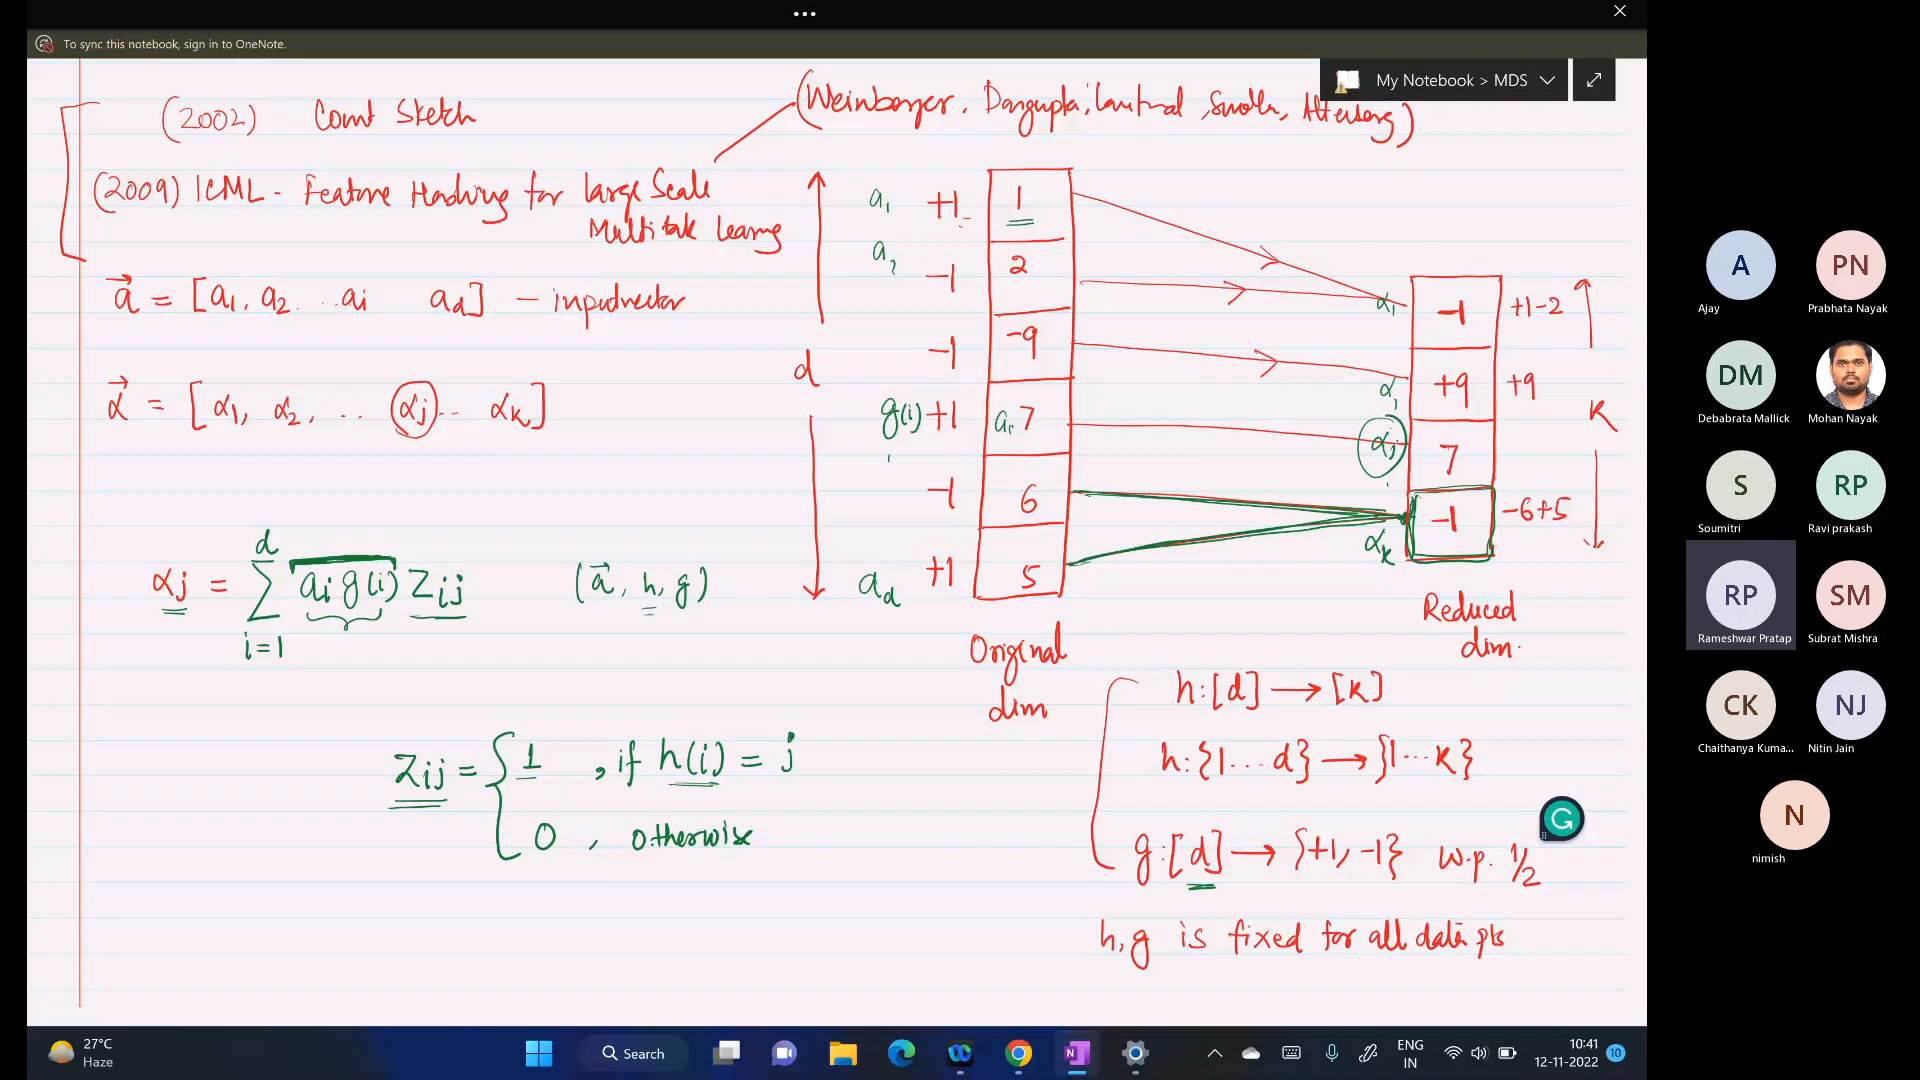 To sync this notebook, sign in to OneNote.
My Notebook > MDS
(2002) Count Sketch
(Weinberger, Dasgupta, Smola, Attenberg)
(2009) ICML - Feature Hashing for large Scale
Multitask learning
a = [a1, a2 .. ai ad] - input vector
α = [α1, α2, .. αj .. αk]
αj = Σ ai g(i) Zij (a, h, g)
d
i=1
Zij = { 1 , if h(i) = j
0 , otherwise
d
a1 +1 1
a2 -1 2
-1 -9
g(i) +1 ai 7
-1 6
ad +1 5
Original
dim
α1 -1 +1-2
α, +9 +9
αj 7
αk -1 -6+5
K
Reduced
dim.
h:[d] → [K]
h:{1... d} → {1...K}
g:[d] → {+1, -1} w.p. 1/2
h,g is fixed for all data pts
A
Ajay
PN
Prabhata Nayak
DM
Debabrata Mallick
Mohan Nayak
S
Soumitri
RP
Ravi prakash
RP
Rameshwar Pratap
SM
Subrat Mishra
CK
Chaithanya Kuma...
NJ
Nitin Jain
N
nimish
27°C
Haze
Search
ENG
IN
10:41
12-11-2022
10